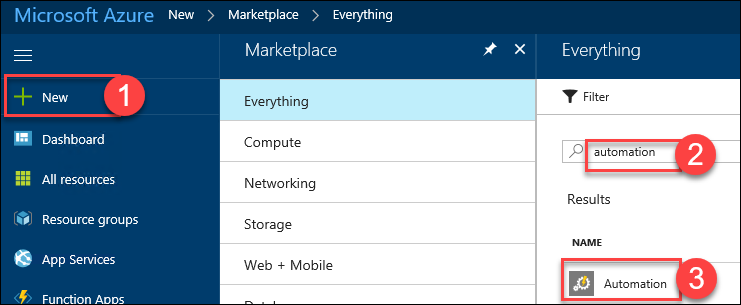 Microsoft Azure New > Marketplace > Everything
New
1
Dashboard
All resources
Resource groups
App Services
Function Apps
Marketplace
Everything
Compute
Networking
Storage
Web + Mobile
Everything
Filter
automation
2
Results
NAME
Automation
3